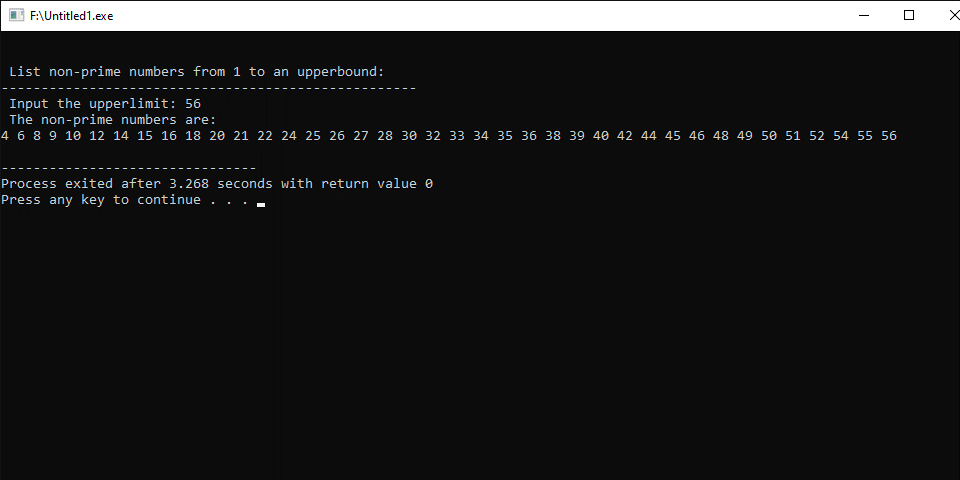 F:\Untitled1.exe
List non-prime numbers from 1 to an upperbound:
----------------------------------------------------
Input the upperlimit: 56
The non-prime numbers are:
4 6 8 9 10 12 14 15 16 18 20 21 22 24 25 26 27 28 30 32 33 34 35 36 38 39 40 42 44 45 46 48 49 50 51 52 54 55 56
--------------------------------
Process exited after 3.268 seconds with return value 0
Press any key to continue . . .